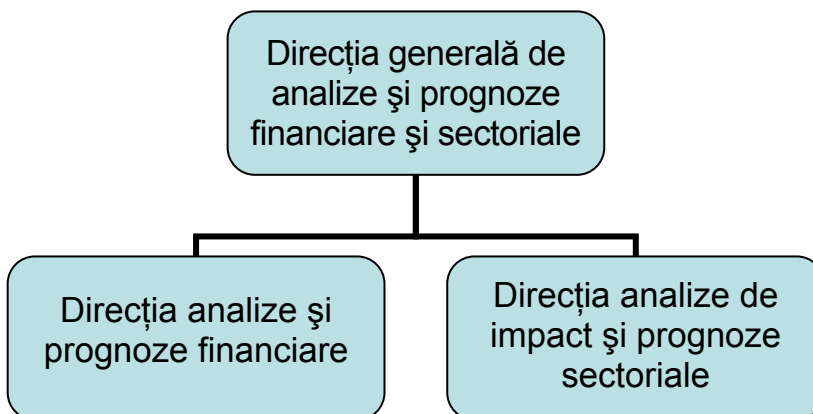 Direcția generală de
analize şi prognoze
financiare şi sectoriale
Direcția analize şi
prognoze financiare
Direcția analize de
impact şi prognoze
sectoriale